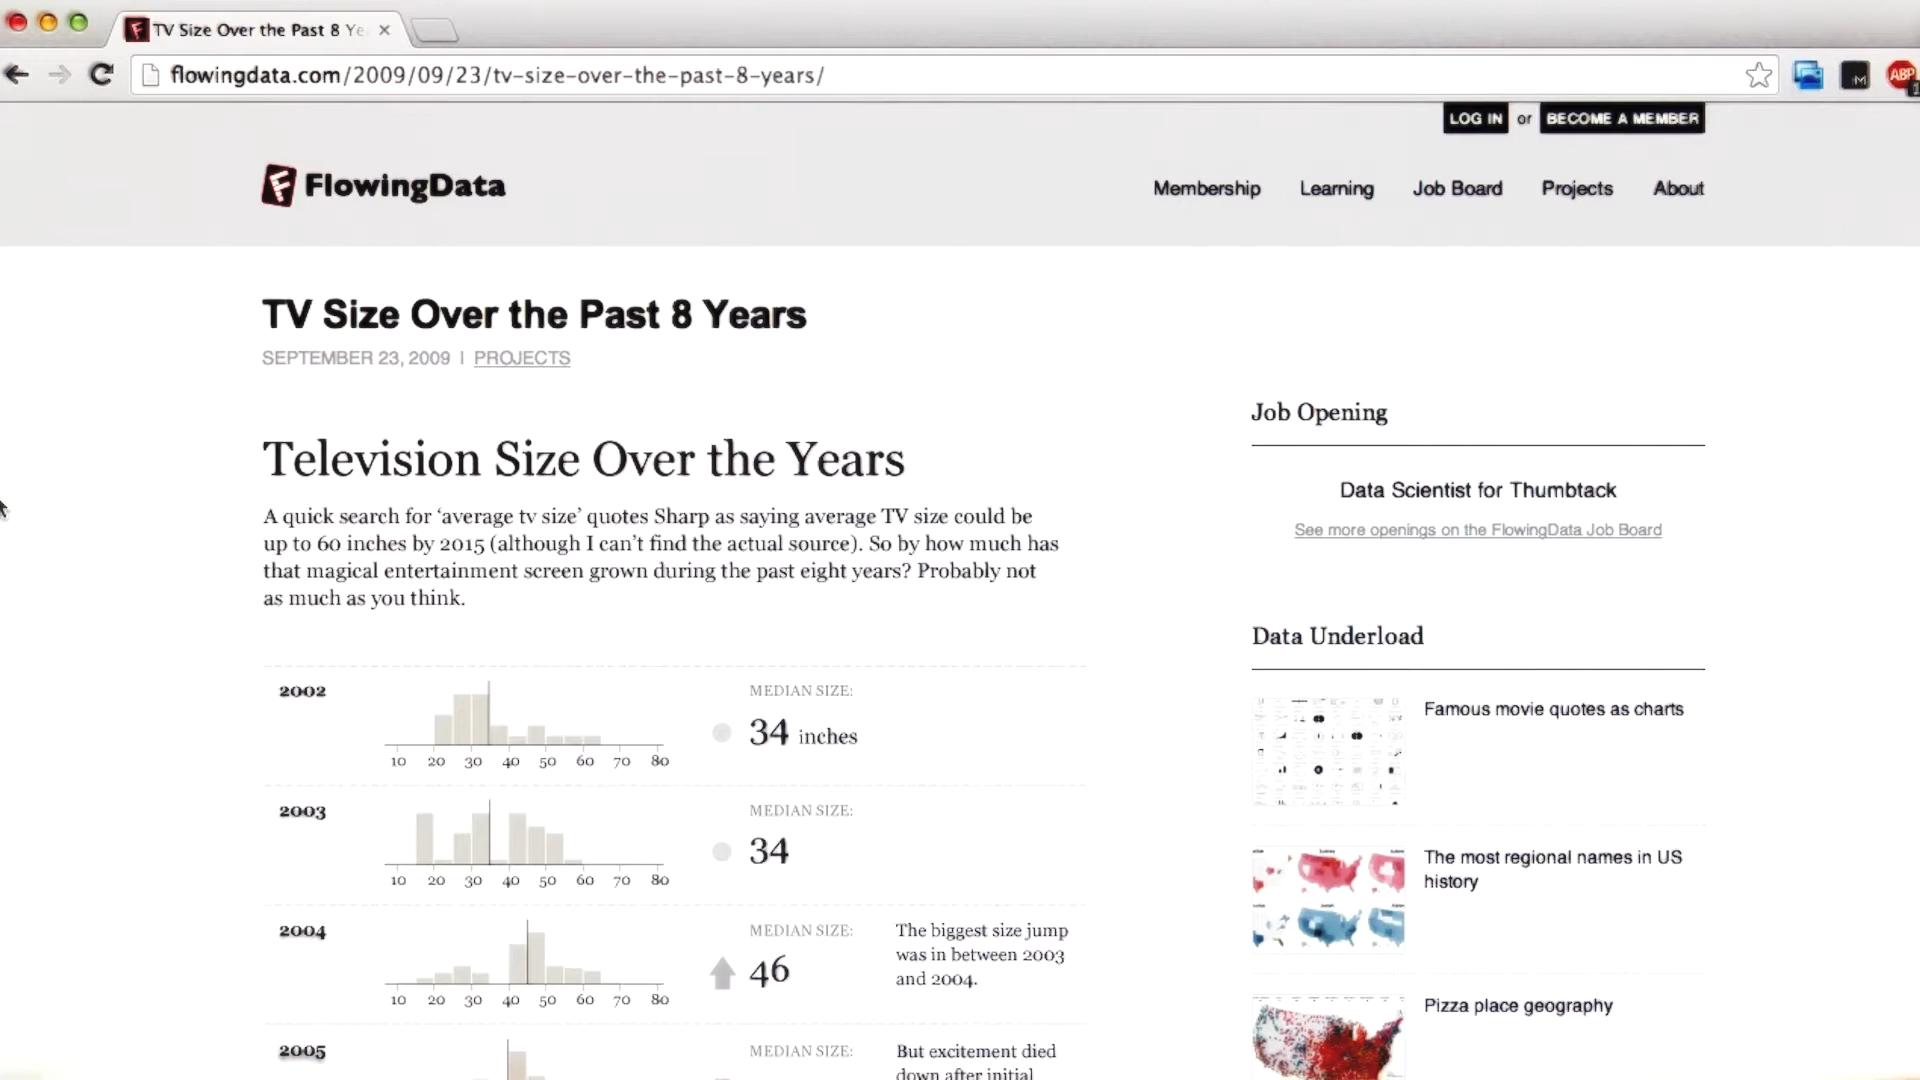 TV Size Over the Past 8 Ye
flowingdata.com/2009/09/23/tv-size-over-the-past-8-years/
ABP
LOG IN or BECOME A MEMBER
FlowingData
Membership Learning Job Board Projects About
TV Size Over the Past 8 Years
SEPTEMBER 23, 2009 | PROJECTS
Television Size Over the Years
A quick search for ‘average tv size’ quotes Sharp as saying average TV size could be
up to 60 inches by 2015 (although I can’t find the actual source). So by how much has
that magical entertainment screen grown during the past eight years? Probably not
as much as you think.
2002
10 20 30 40 50 60 70 80
MEDIAN SIZE:
34 inches
2003
10 20 30 40 50 60 70 80
MEDIAN SIZE:
34
2004
10 20 30 40 50 60 70 80
MEDIAN SIZE:
46
The biggest size jump
was in between 2003
and 2004.
2005
MEDIAN SIZE:
But excitement died
down after initial
Job Opening
Data Scientist for Thumbtack
See more openings on the FlowingData Job Board
Data Underload
Famous movie quotes as charts
The most regional names in US
history
Pizza place geography